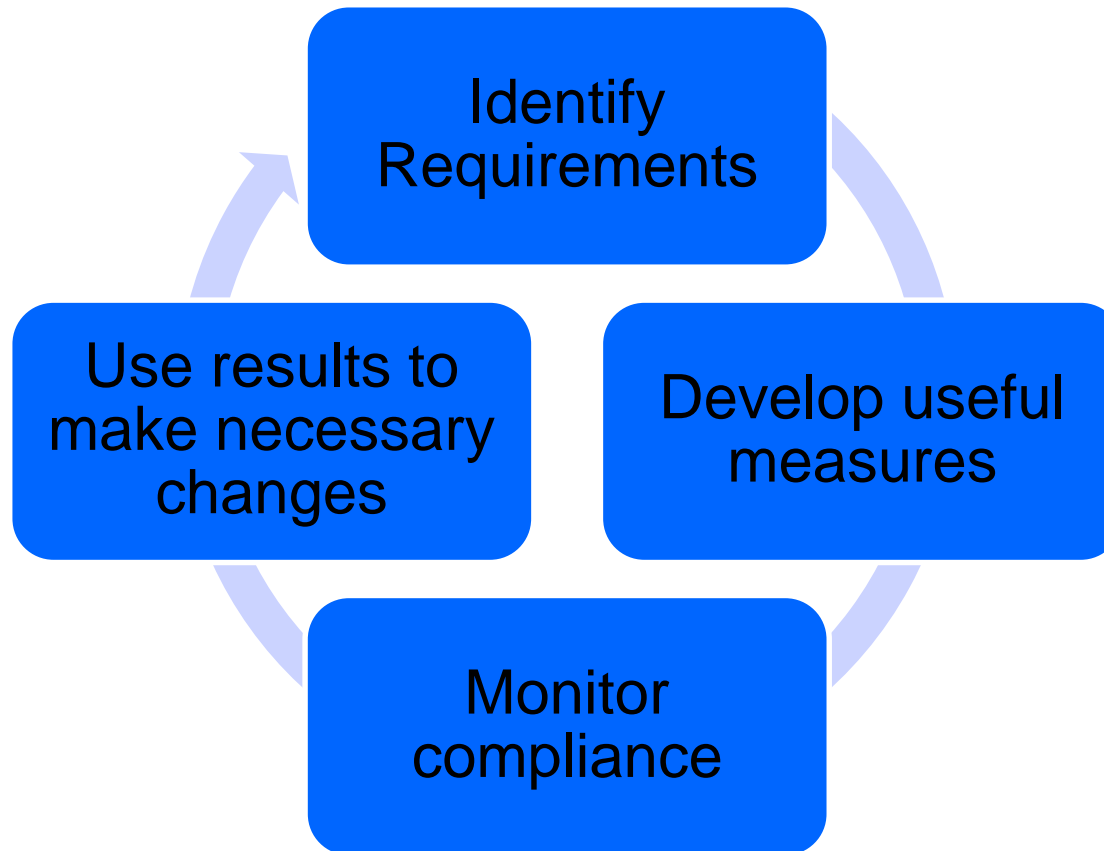 Identify
Requirements
Develop useful
measures
Monitor
compliance
Use results to
make necessary
changes